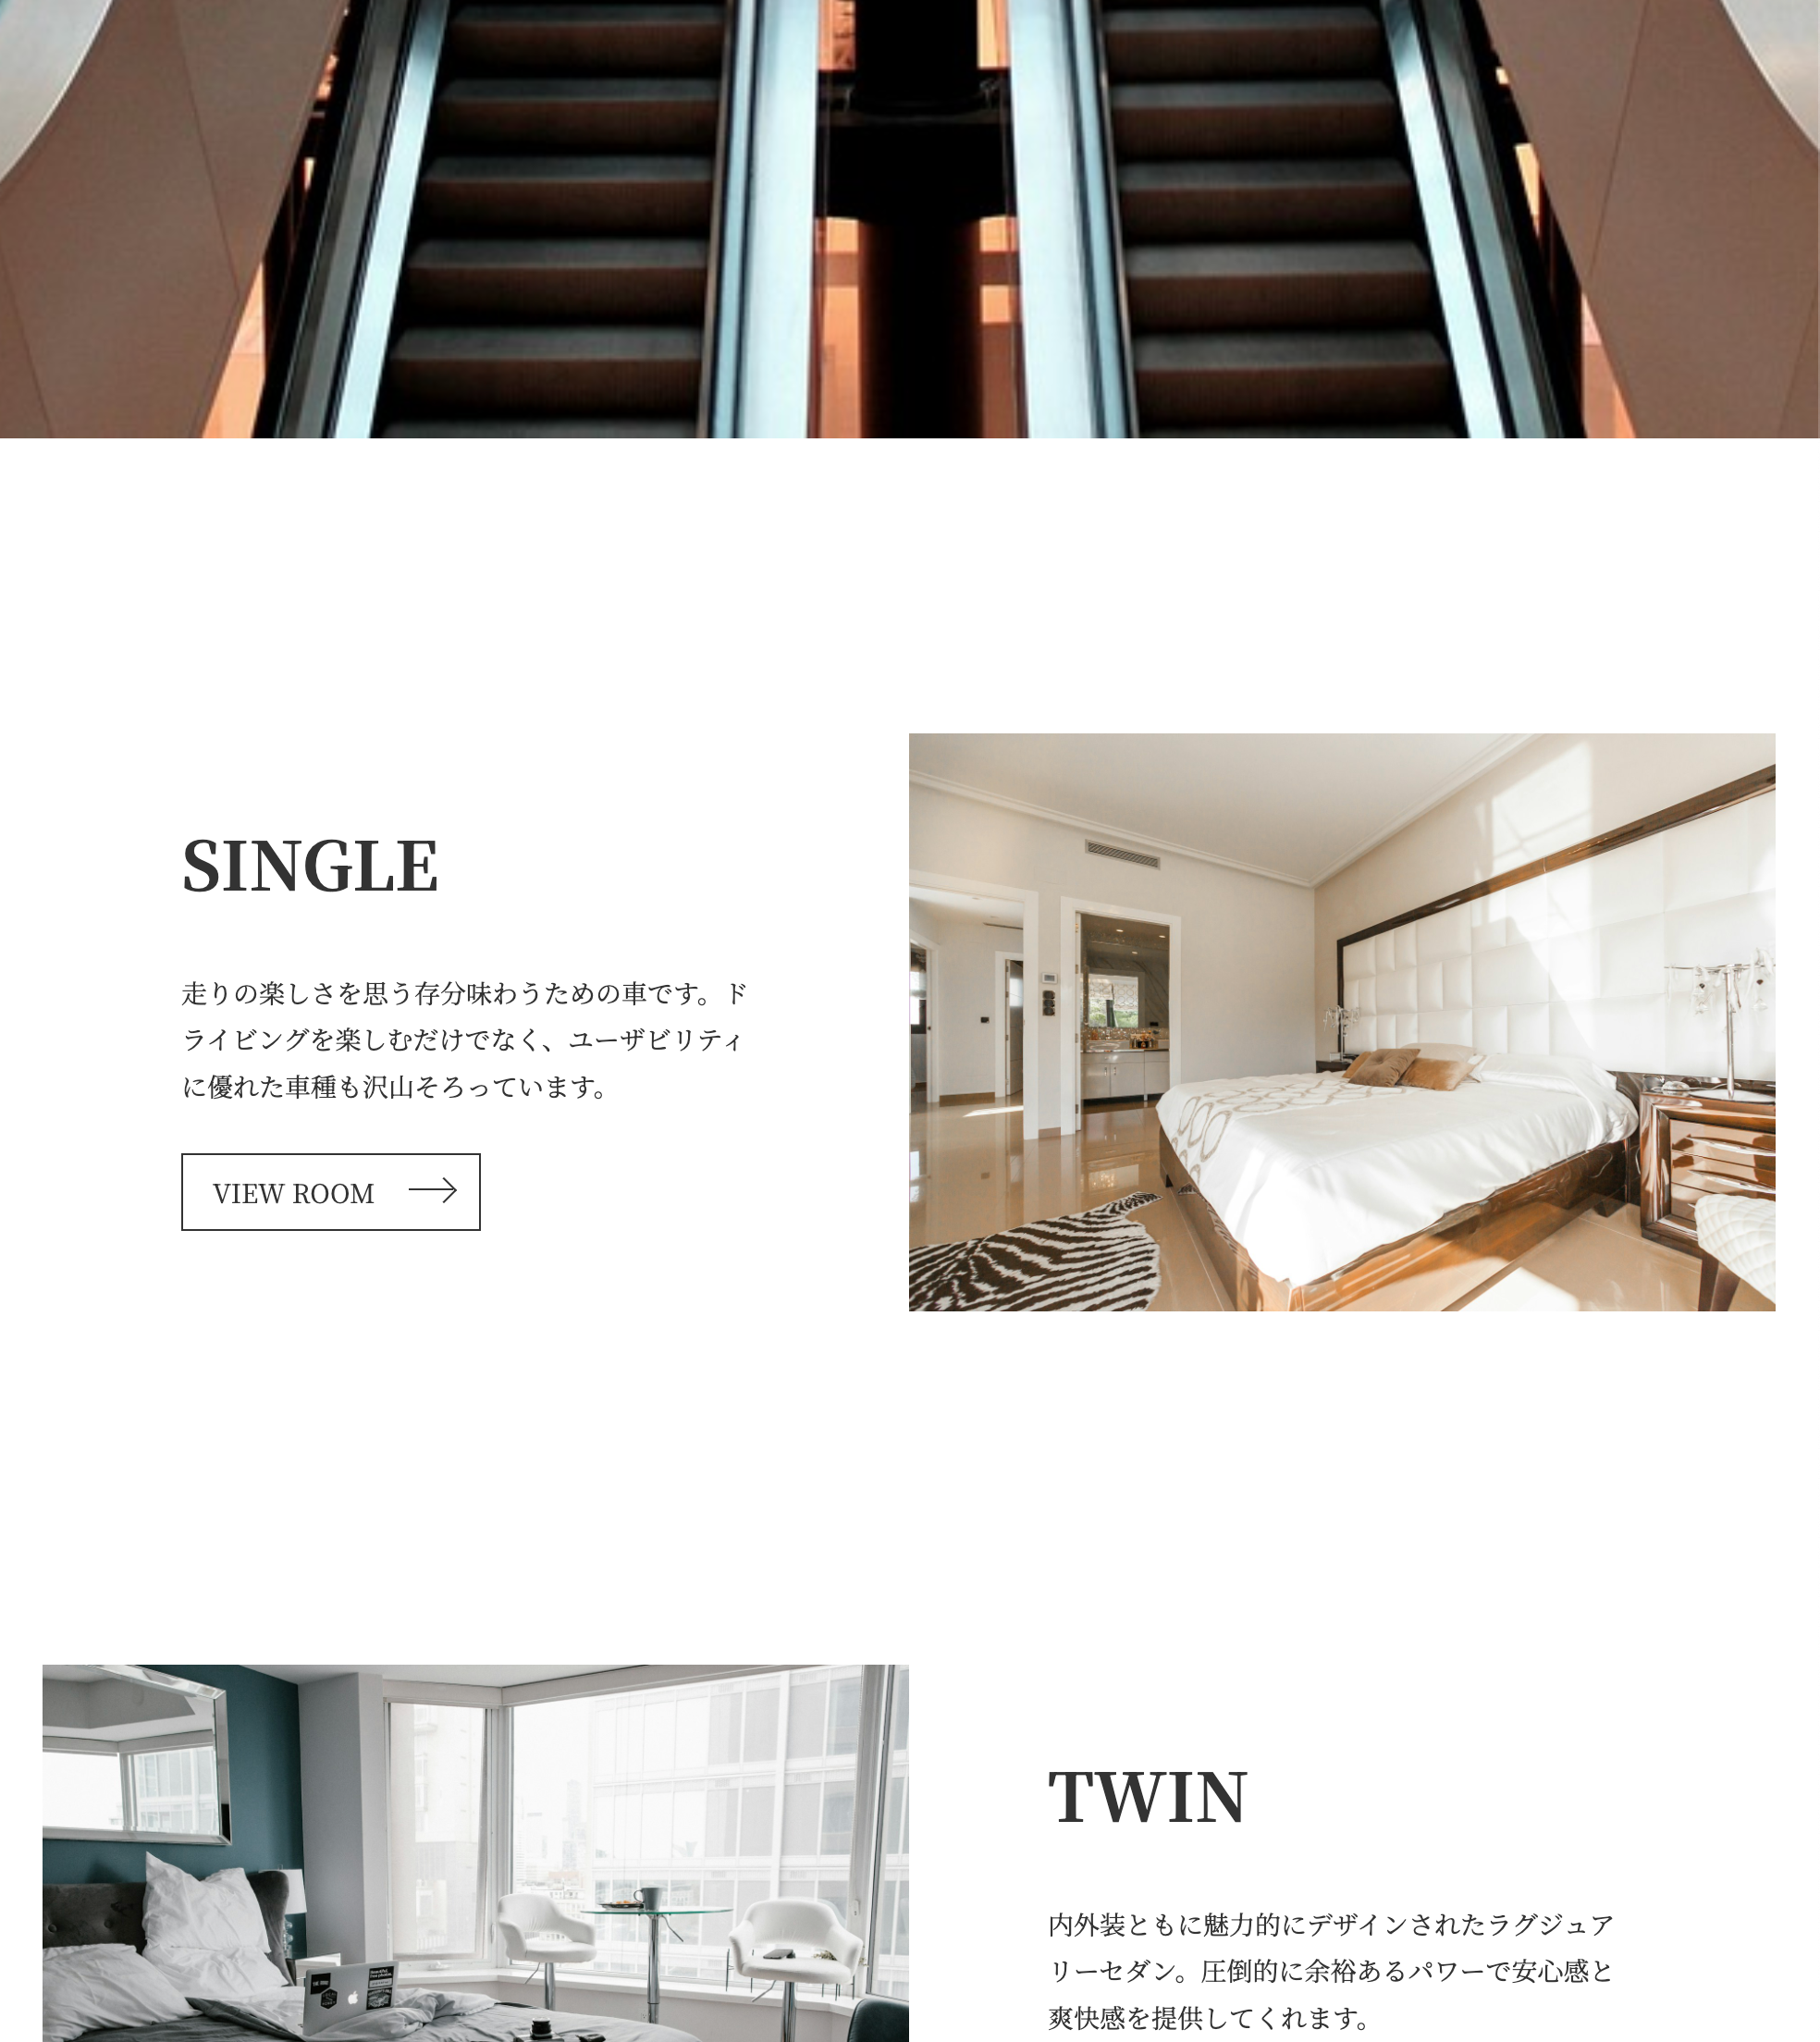 SINGLE
走りの楽しさを思う存分味わうための車です。ド
ライビングを楽しむだけでなく、ユーザビリティ
に優れた車種も沢山そろっています。
VIEW ROOM
TWIN
内外装ともに魅力的にデザインされたラグジュア
リーセダン。圧倒的に余裕あるパワーで安心感と
爽快感を提供してくれます。